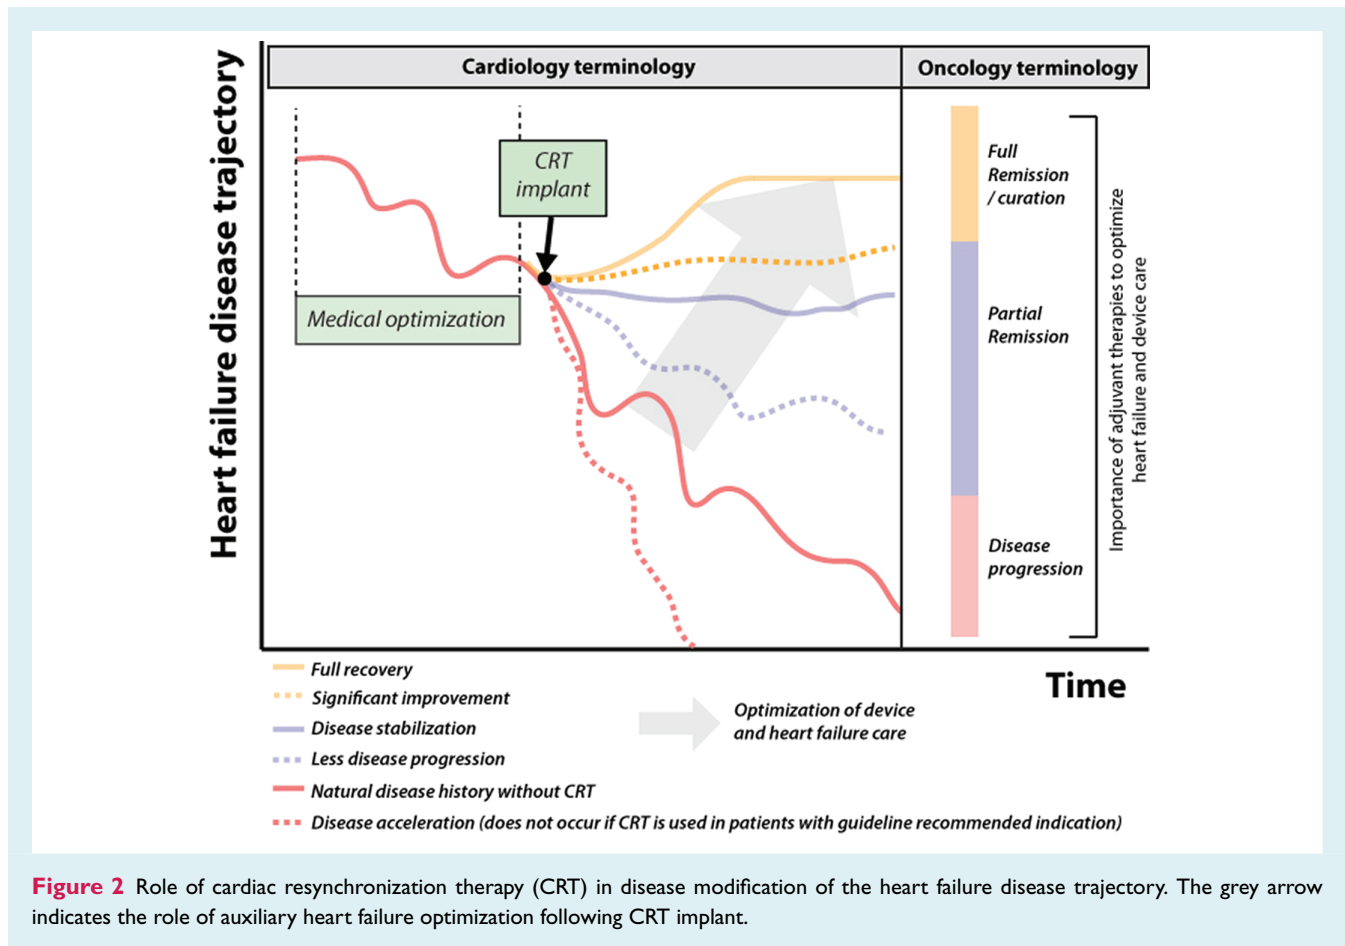 Cardiology terminology
Oncology terminology
Heart failure disease trajectory
CRT
implant
Medical optimization
Full
Remission
/ curation
Partial
Remission
Disease
progression
Importance of adjuvant therapies to optimize
heart failure and device care
Time
Full recovery
Significant improvement
Disease stabilization
Less disease progression
Natural disease history without CRT
Disease acceleration (does not occur if CRT is used in patients with guideline recommended indication)
Optimization of device
and heart failure care
Figure 2 Role of cardiac resynchronization therapy (CRT) in disease modification of the heart failure disease trajectory. The grey arrow
indicates the role of auxiliary heart failure optimization following CRT implant.